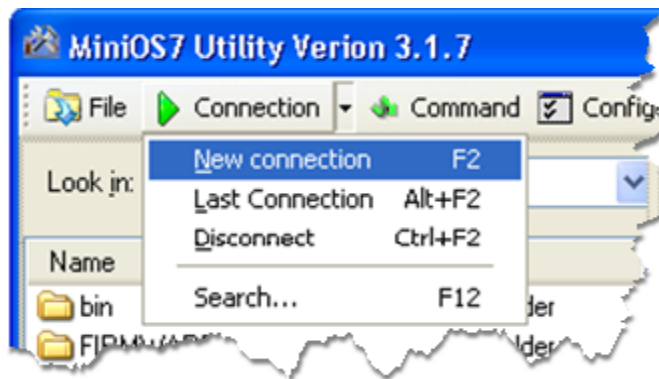 MiniOS7 Utility Verion 3.1.7
File Connection Command Config
Look in:
New connection F2
Last Connection Alt+F2
Disconnect Ctrl+F2
Search... F12
Name
bin